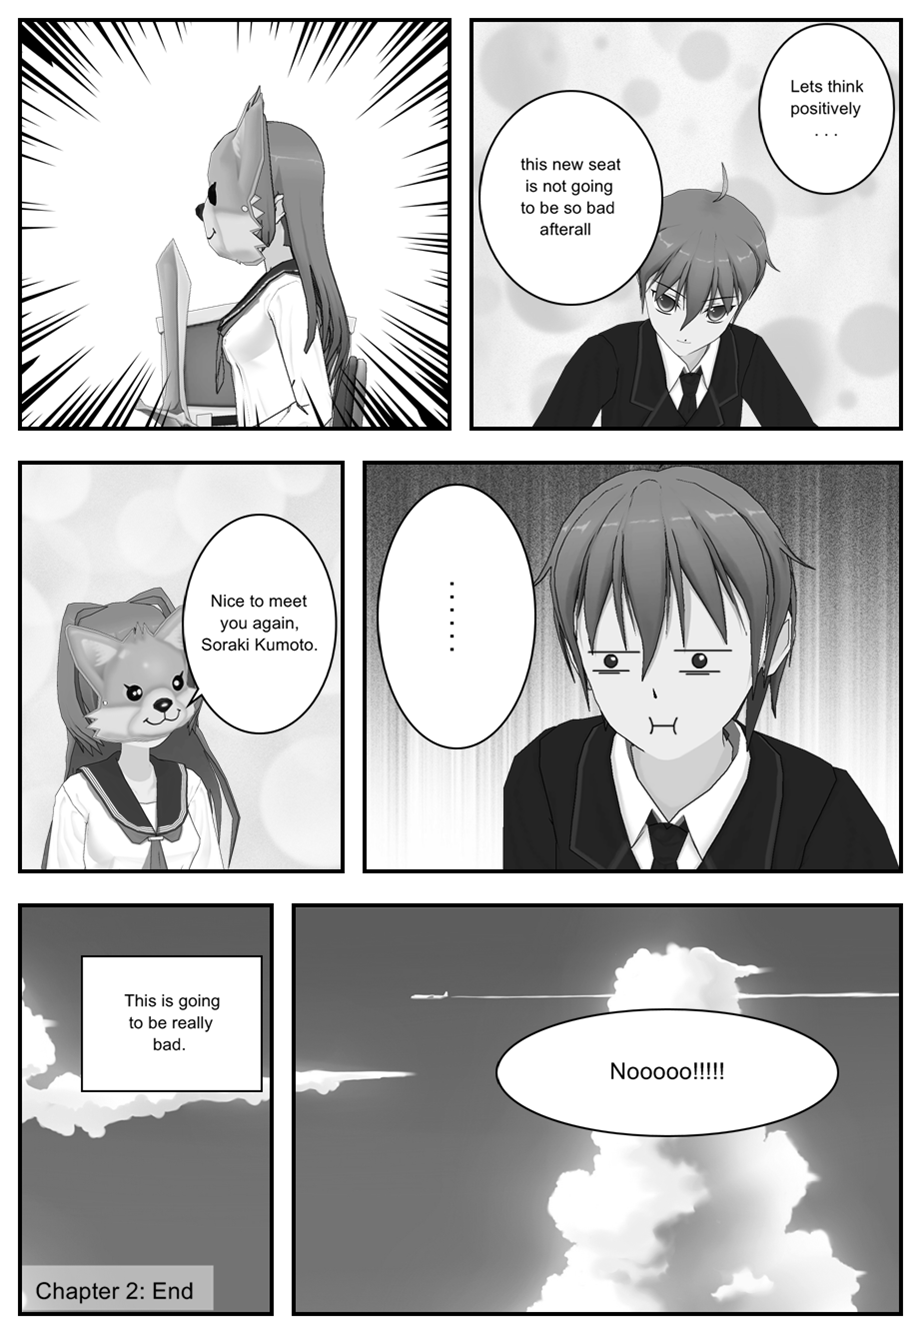 Lets think
positively
. . .
this new seat
is not going
to be so bad
afterall
Nice to meet
you again,
Soraki Kumoto.
. . . . . .
This is going
to be really
bad.
Nooooo!!!!!
Chapter 2: End